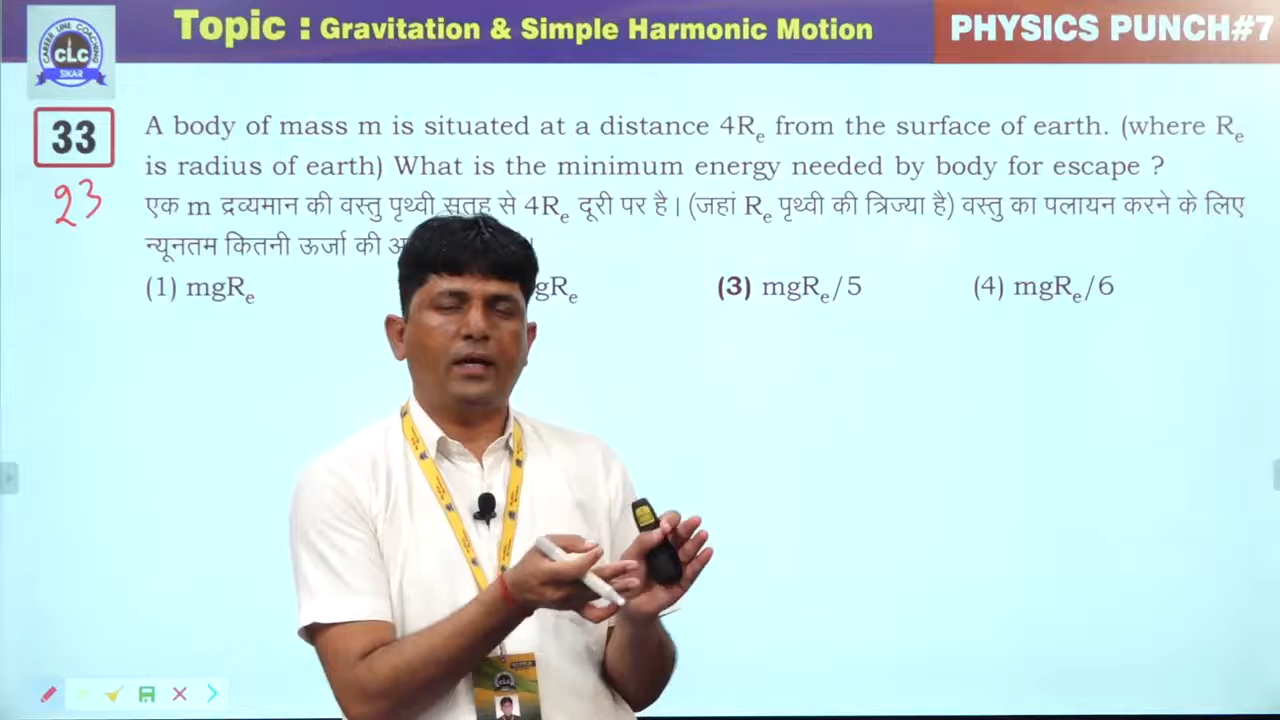 Topic : Gravitation & Simple Harmonic Motion
PHYSICS PUNCH#7
CAREER LINE COACHING
CLC
SIKAR
33
23
A body of mass m is situated at a distance 4Re from the surface of earth. (where Re
is radius of earth) What is the minimum energy needed by body for escape ?
एक m द्रव्यमान की वस्तु पृथ्वी सतह से 4Re दूरी पर है। (जहां Re पृथ्वी की त्रिज्या है) वस्तु का पलायन करने के लिए
न्यूनतम कितनी ऊर्जा की
(1) mgRe gRe (3) mgRe/5 (4) mgRe/6
CLC